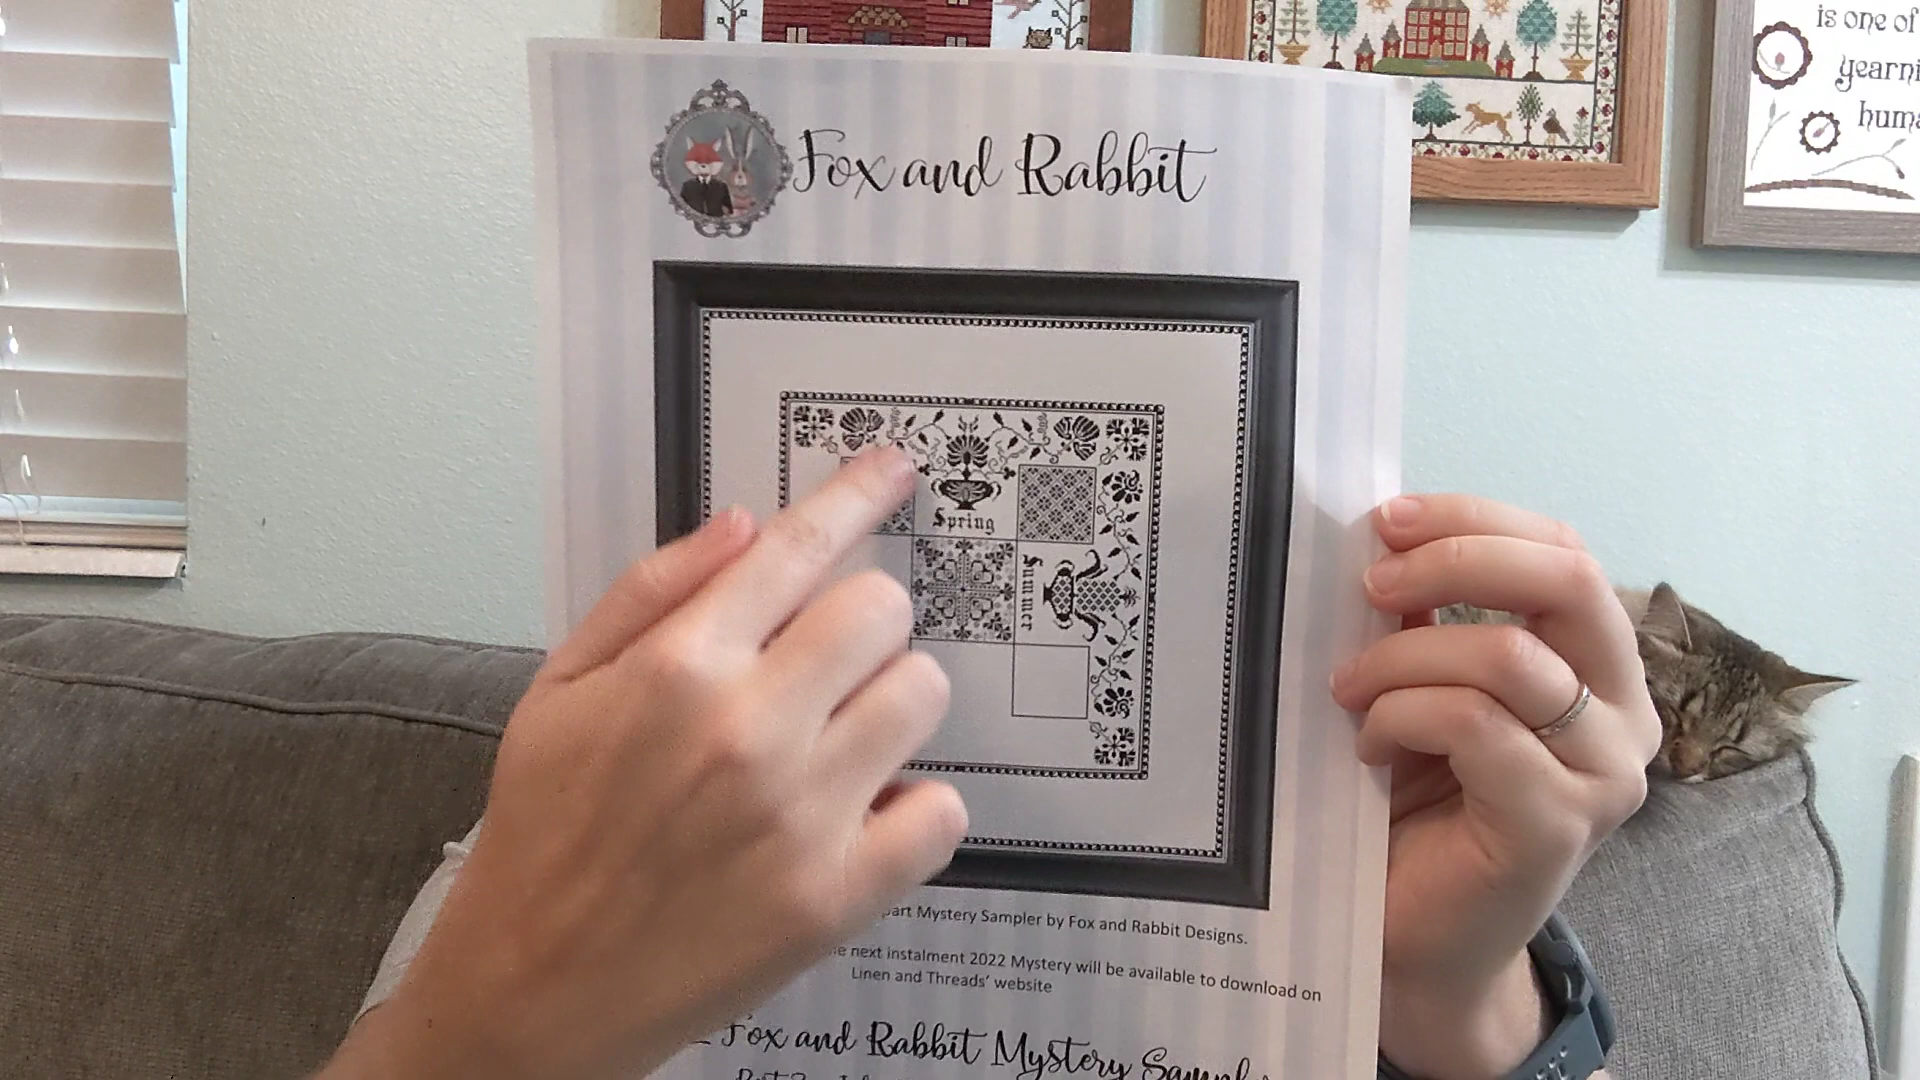 is one of
yearni
huma
Fox and Rabbit
Spring
Summer
part Mystery Sampler by Fox and Rabbit Designs.
e next instalment 2022 Mystery will be available to download on
Linen and Threads' website
Fox and Rabbit Mystery Sampl